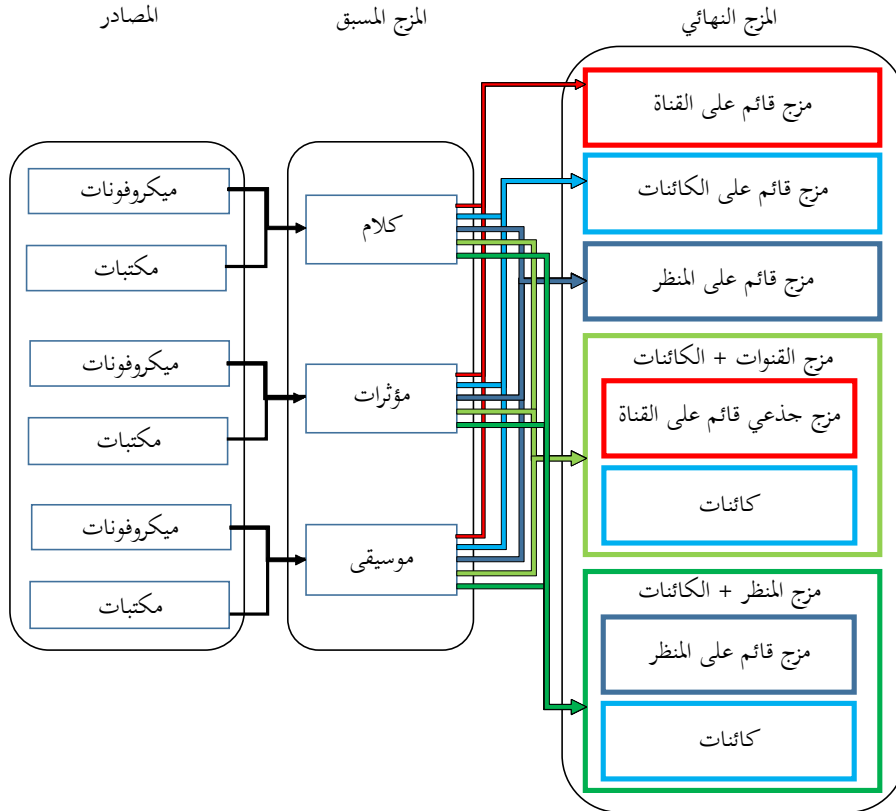 المصادر
المزج المسبق
المزج النهائي
ميكروفونات
مكتبات
ميكروفونات
مكتبات
ميكروفونات
مكتبات
كلام
مؤثرات
موسيقى
مزج قائم على القناة
مزج قائم على الكائنات
مزج قائم على المنظر
مزج القنوات + الكائنات
مزج جذعي قائم على القناة
كائنات
مزج المنظر + الكائنات
مزج قائم على المنظر
كائنات